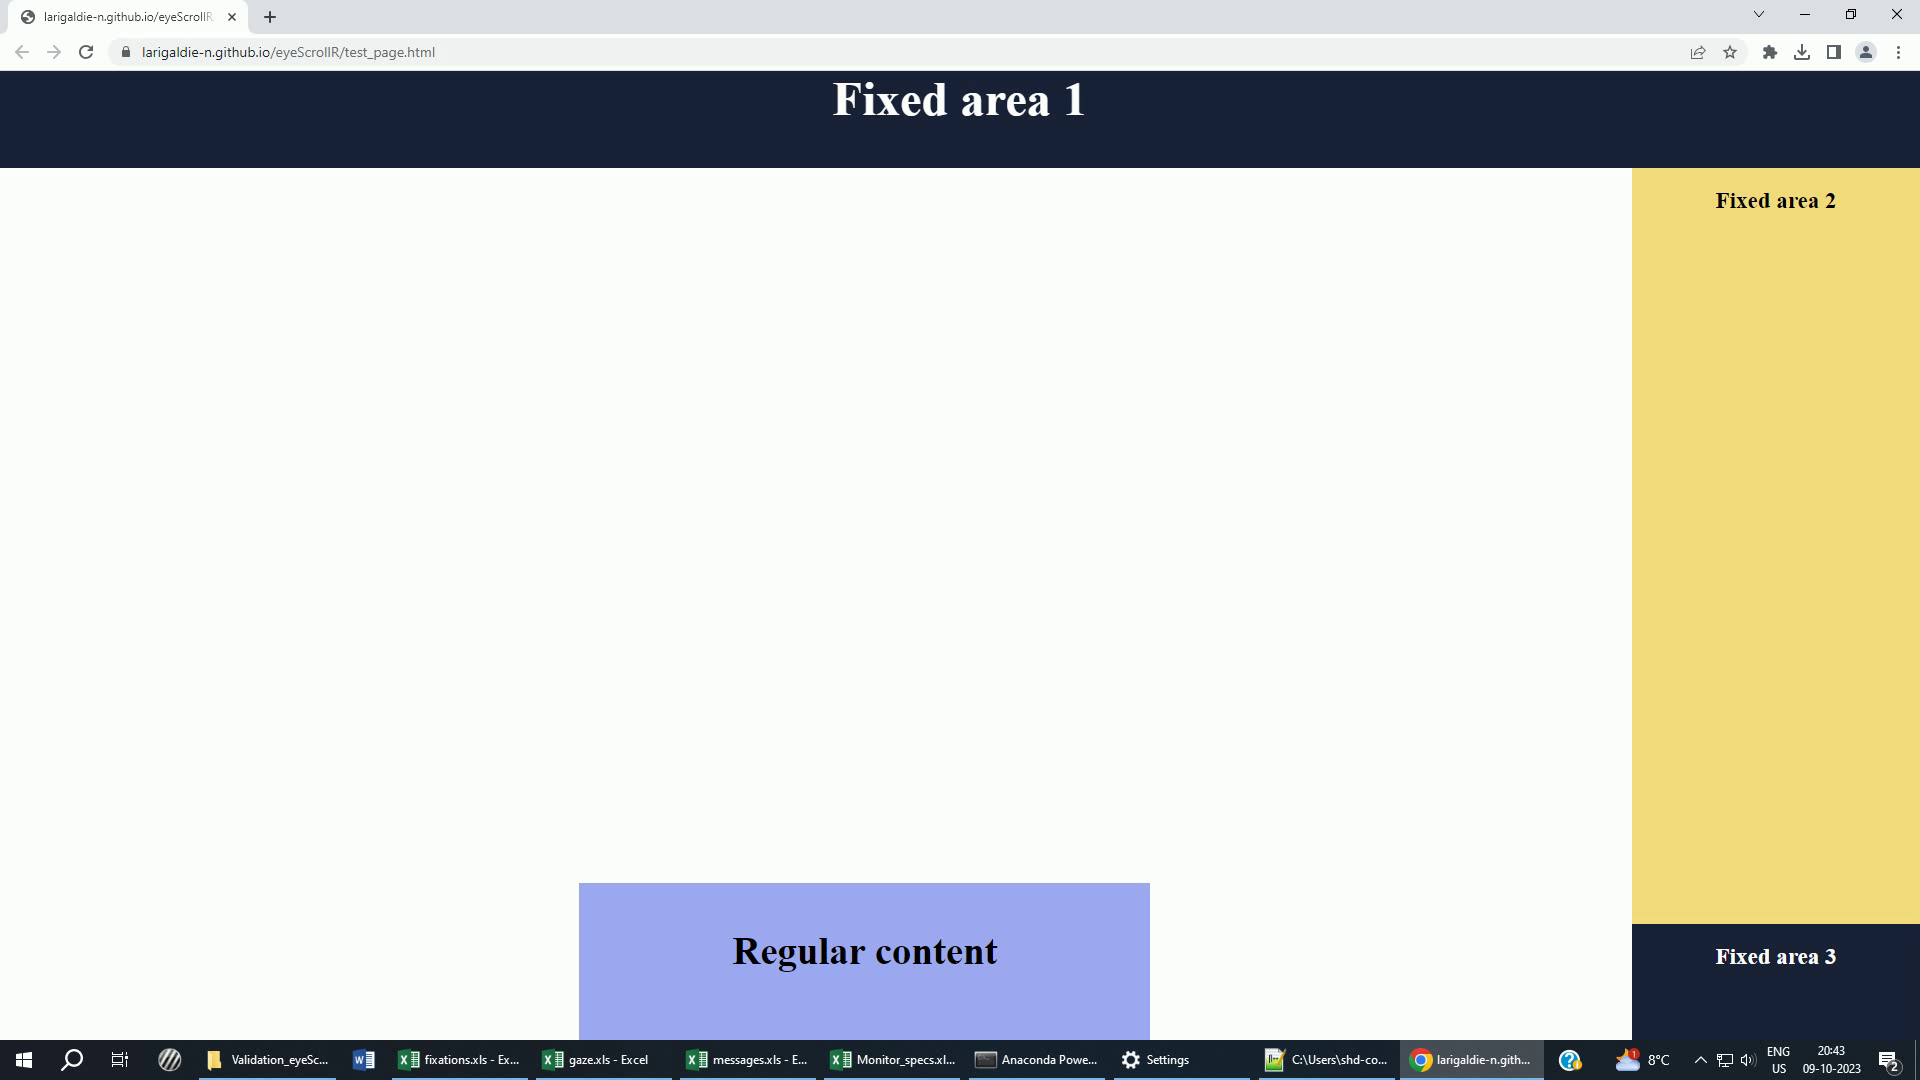 larigaldie-n.github.io/eyeScrollR
larigaldie-n.github.io/eyeScrollR/test_page.html
Fixed area 1
Fixed area 2
Regular content
Fixed area 3
Validation_eyeSc...
fixations.xls - Ex...
gaze.xls - Excel
messages.xls - E...
Monitor_specs.xl...
Anaconda Powe...
Settings
C:\Users\shd-co...
larigaldie-n.gith...
1
8°C
ENG
US
20:43
09-10-2023
2